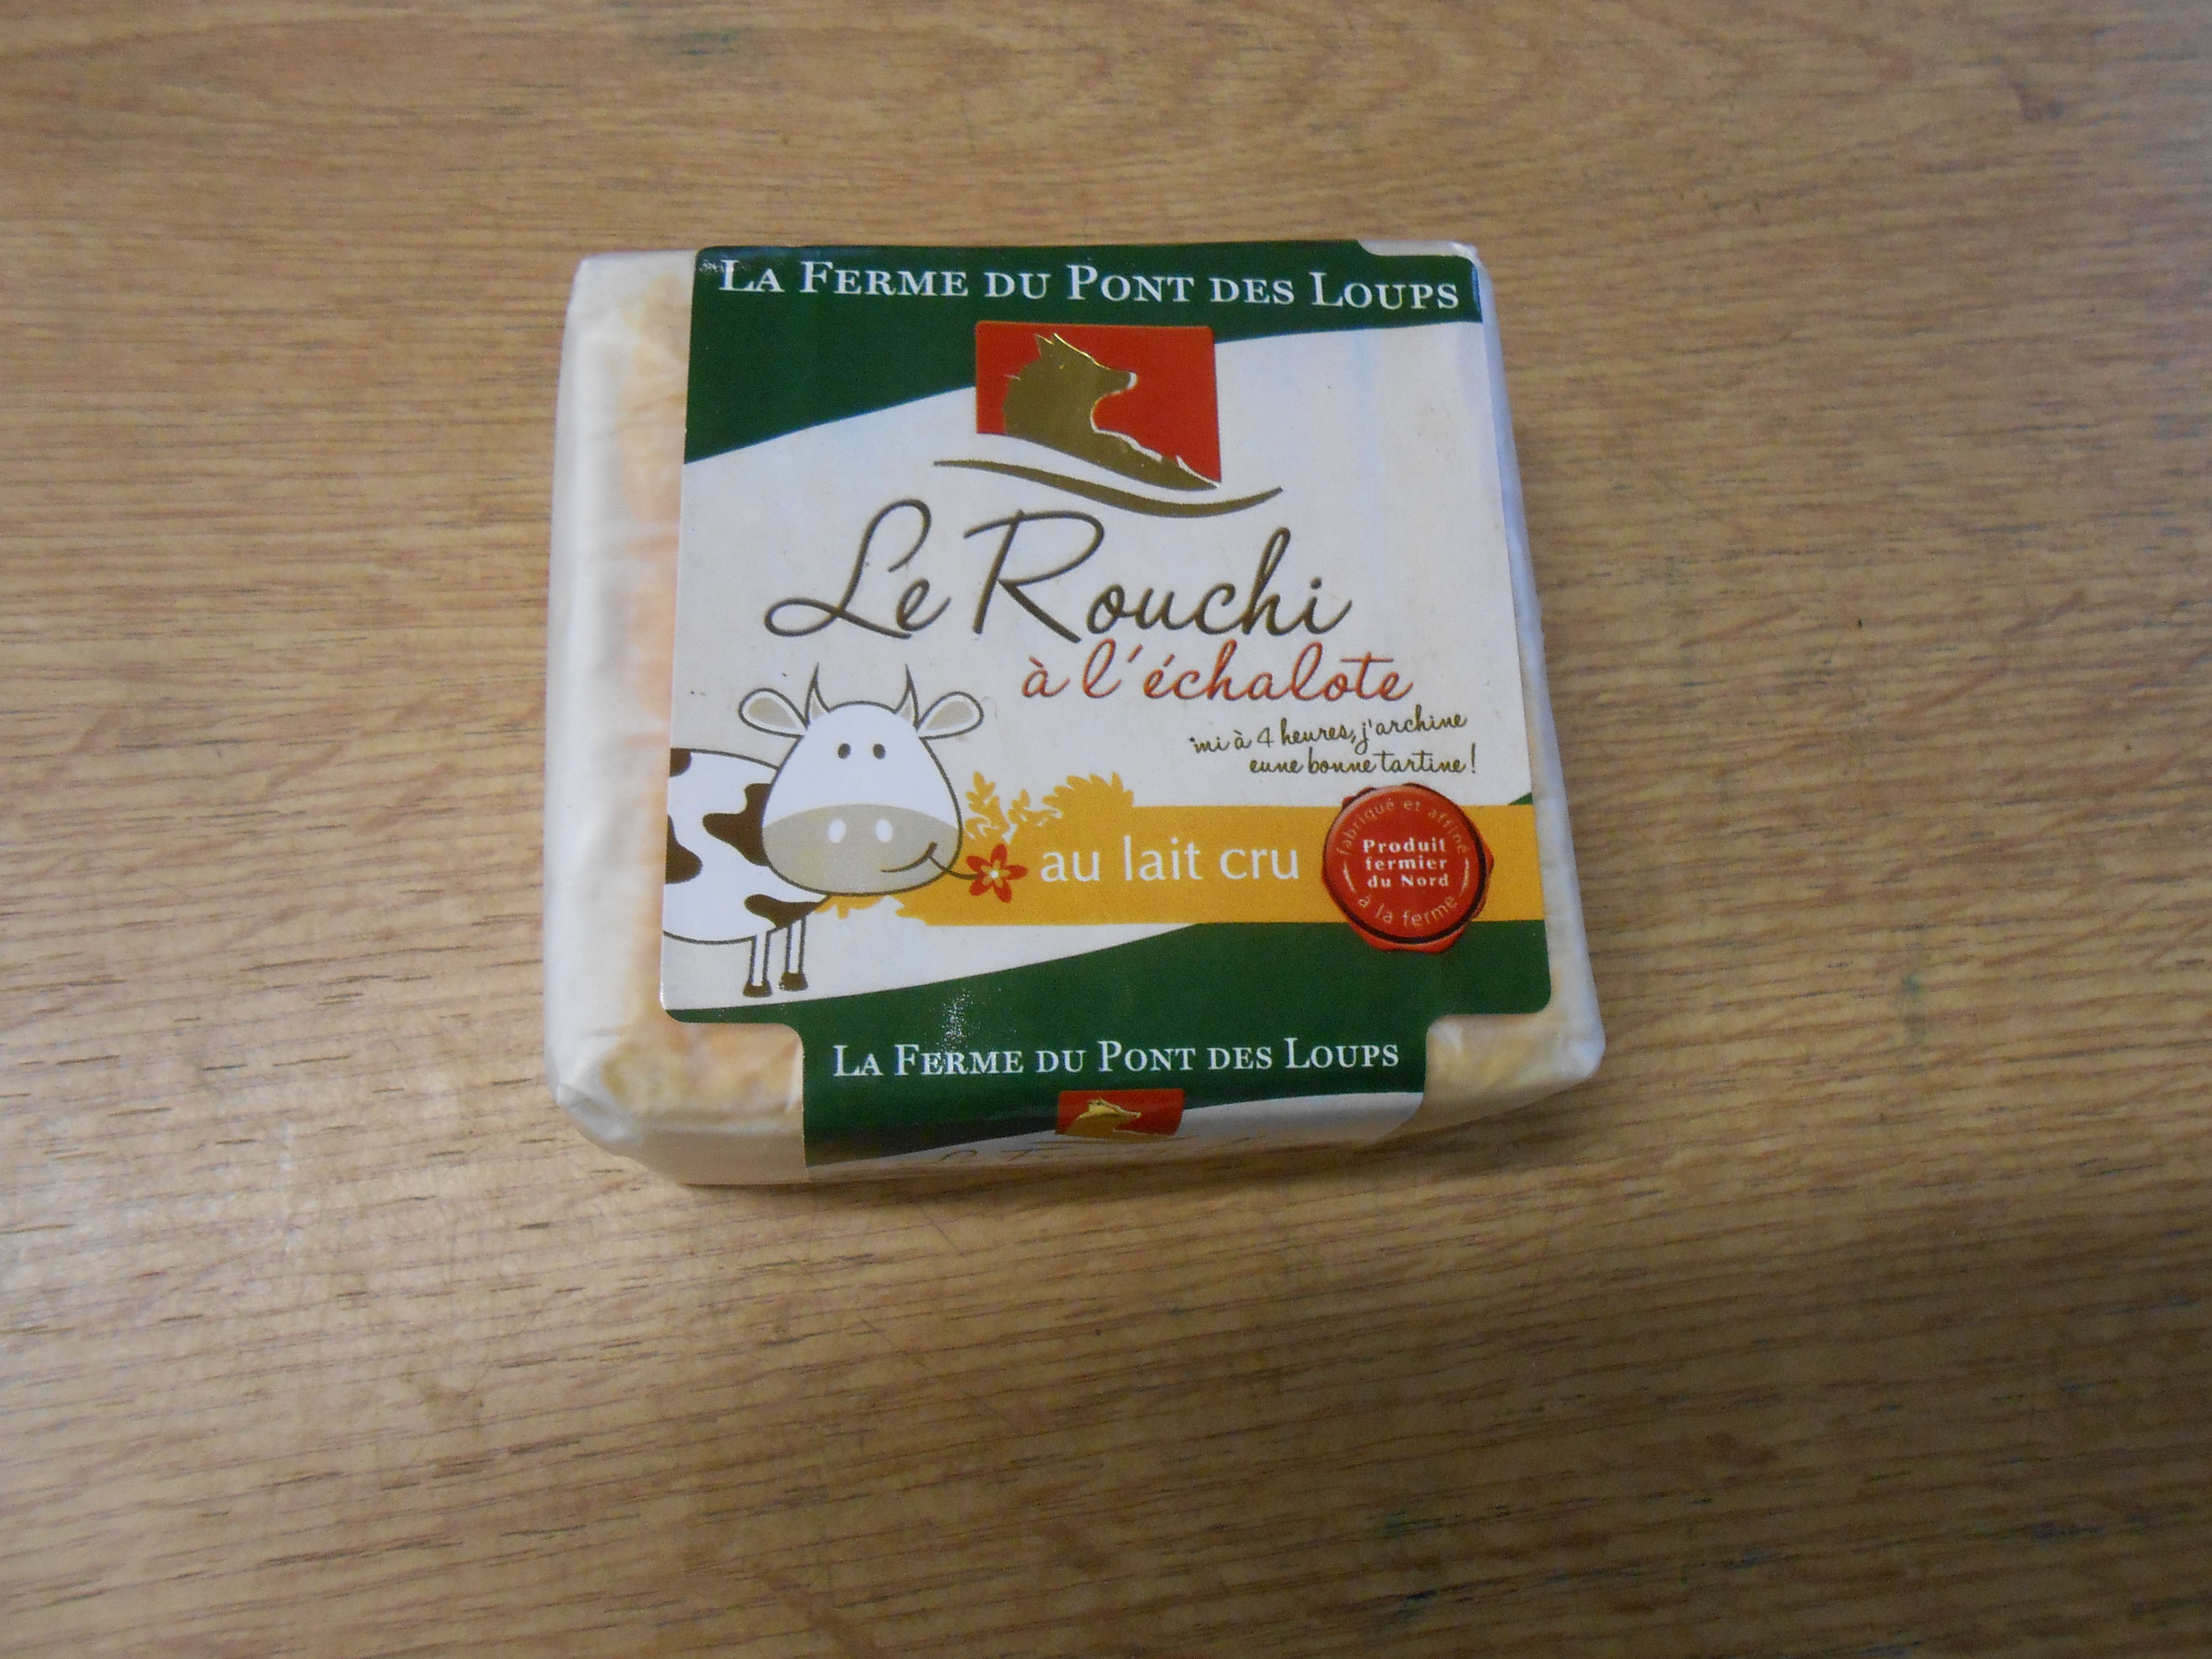 LA FERME DU PONT DES LOUPS
Le Rouchi
à l'échalote
mi à 4 heures, j'archine
eune bonne tartine !
au lait cru
fabriqué et affiné
Produit
fermier
du Nord
à la ferme
LA FERME DU PONT DES LOUPS